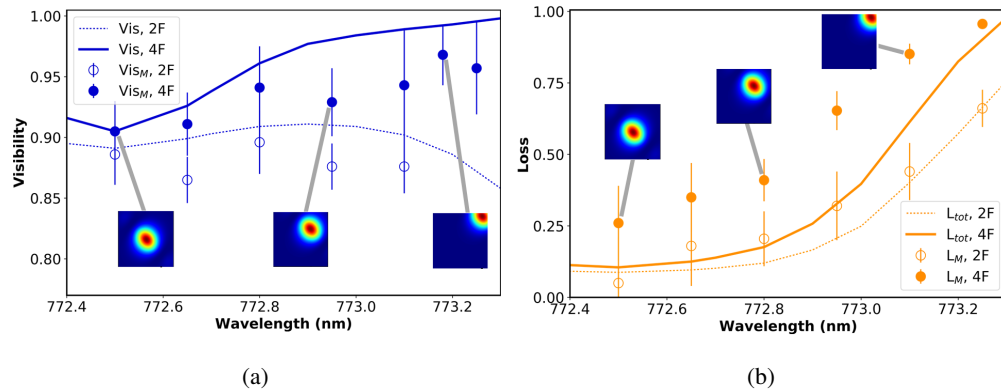 Vis, 2F
Vis, 4F
Vis_M, 2F
Vis_M, 4F
1.00
0.95
0.90
0.85
0.80
Visibility
772.4 772.6 772.8 773.0 773.2
Wavelength (nm)
(a)
1.00
0.75
0.50
0.25
0.00
Loss
L_tot, 2F
L_tot, 4F
L_M, 2F
L_M, 4F
772.4 772.6 772.8 773.0 773.2
Wavelength (nm)
(b)